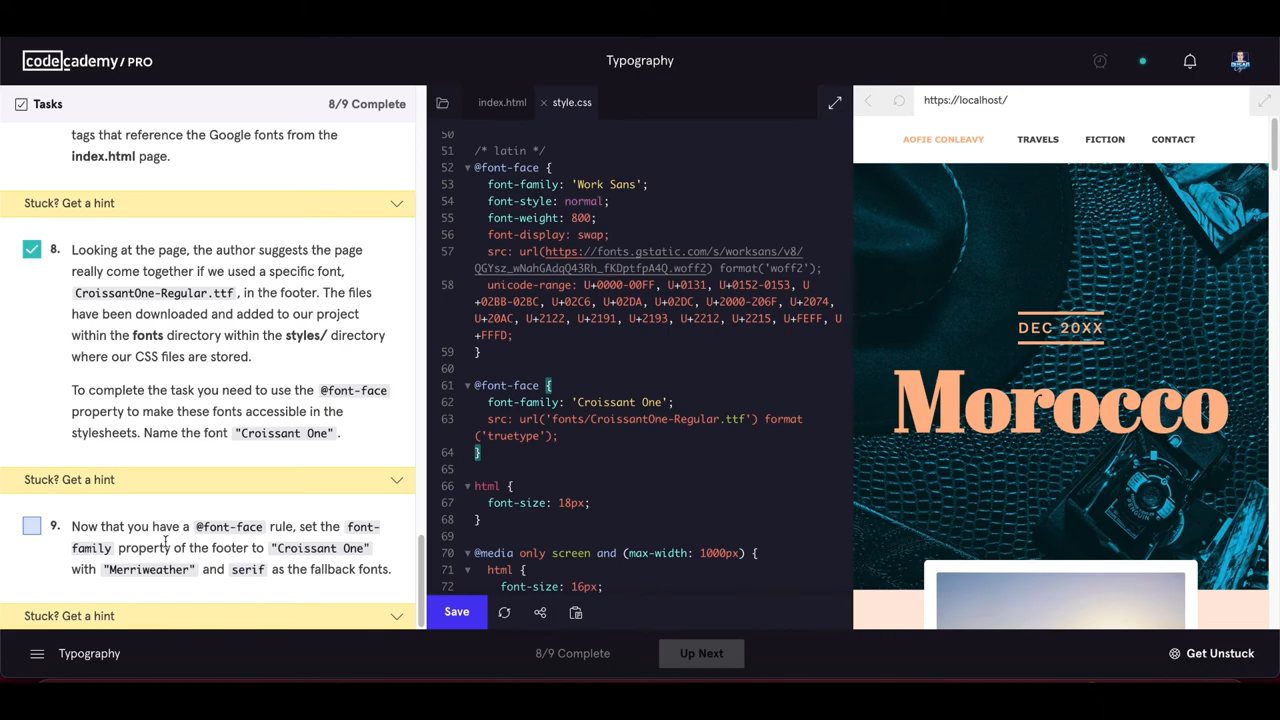 codecademy / PRO
Typography
Tasks
8/9 Complete
tags that reference the Google fonts from the
index.html page.
Stuck? Get a hint
8. Looking at the page, the author suggests the page
really come together if we used a specific font,
CroissantOne-Regular.ttf, in the footer. The files
have been downloaded and added to our project
within the fonts directory within the styles/ directory
where our CSS files are stored.
To complete the task you need to use the @font-face
property to make these fonts accessible in the
stylesheets. Name the font "Croissant One".
Stuck? Get a hint
9. Now that you have a @font-face rule, set the font-
family property of the footer to "Croissant One"
with "Merriweather" and serif as the fallback fonts.
Stuck? Get a hint
index.html
× style.css
50
51 /* latin */
52 @font-face {
53 font-family: 'Work Sans';
54 font-style: normal;
55 font-weight: 800;
56 font-display: swap;
57 src: url(https://fonts.gstatic.com/s/worksans/v8/
QGYsz_wNahGAdqQ43Rh_fKDptfpA4Q.woff2) format('woff2');
58 unicode-range: U+0000-00FF, U+0131, U+0152-0153, U
+02BB-02BC, U+02C6, U+02DA, U+02DC, U+2000-206F, U+2074,
U+20AC, U+2122, U+2191, U+2193, U+2212, U+2215, U+FEFF, U
+FFFD;
59 }
60
61 @font-face {
62 font-family: 'Croissant One';
63 src: url('fonts/CroissantOne-Regular.ttf') format
('truetype');
64 }
65
66 html {
67 font-size: 18px;
68 }
69
70 @media only screen and (max-width: 1000px) {
71 html {
72 font-size: 16px;
Save
https://localhost/
AOFIE CONLEAVY
TRAVELS
FICTION
CONTACT
DEC 20XX
Morocco
PENGUIN
Typography
8/9 Complete
Up Next
Get Unstuck